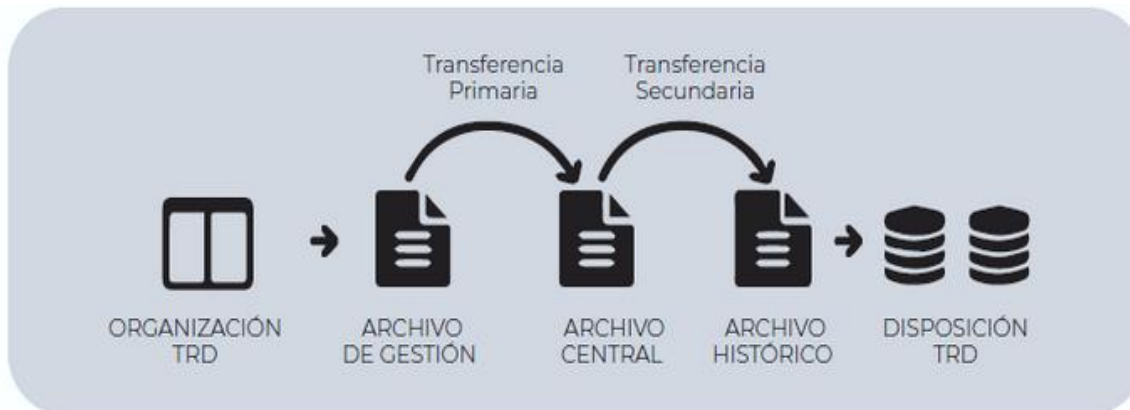 Transferencia
Primaria
Transferencia
Secundaria
ORGANIZACIÓN
TRD
ARCHIVO
DE GESTIÓN
ARCHIVO
CENTRAL
ARCHIVO
HISTÓRICO
DISPOSICIÓN
TRD